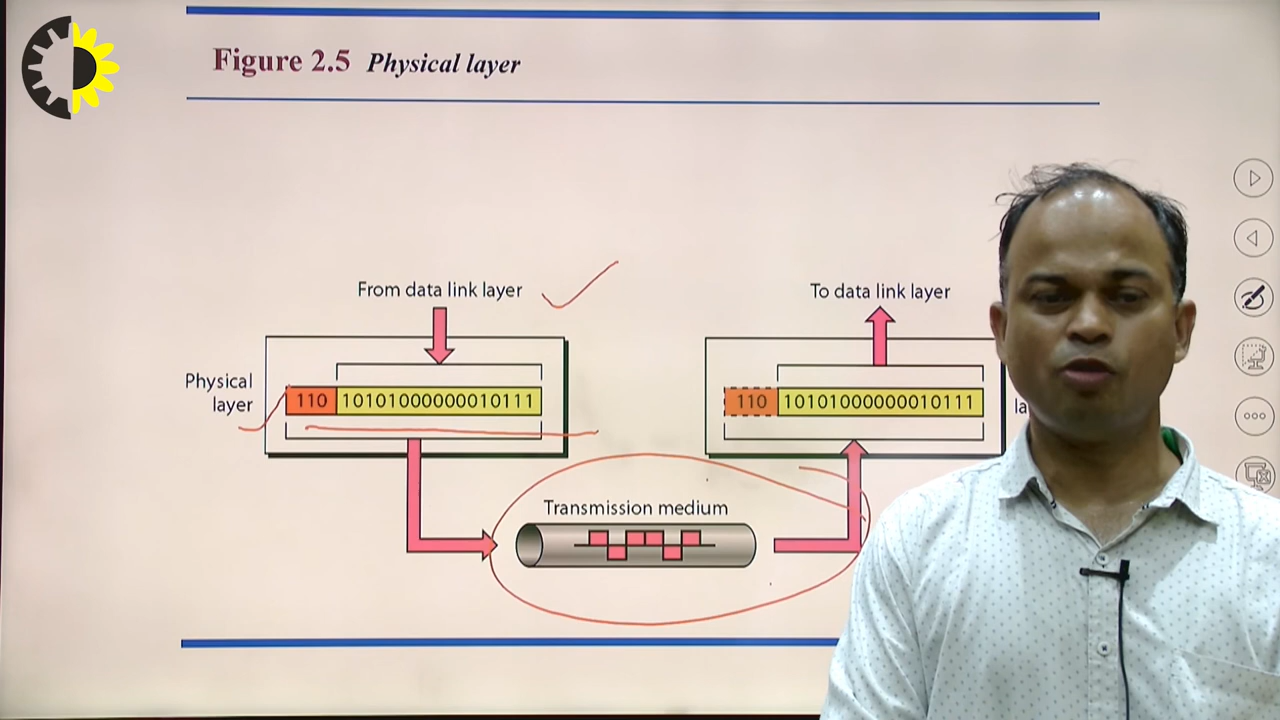 Figure 2.5 Physical layer
From data link layer
To data link layer
Physical
layer
110 10101000000010111
110 10101000000010111
Transmission medium